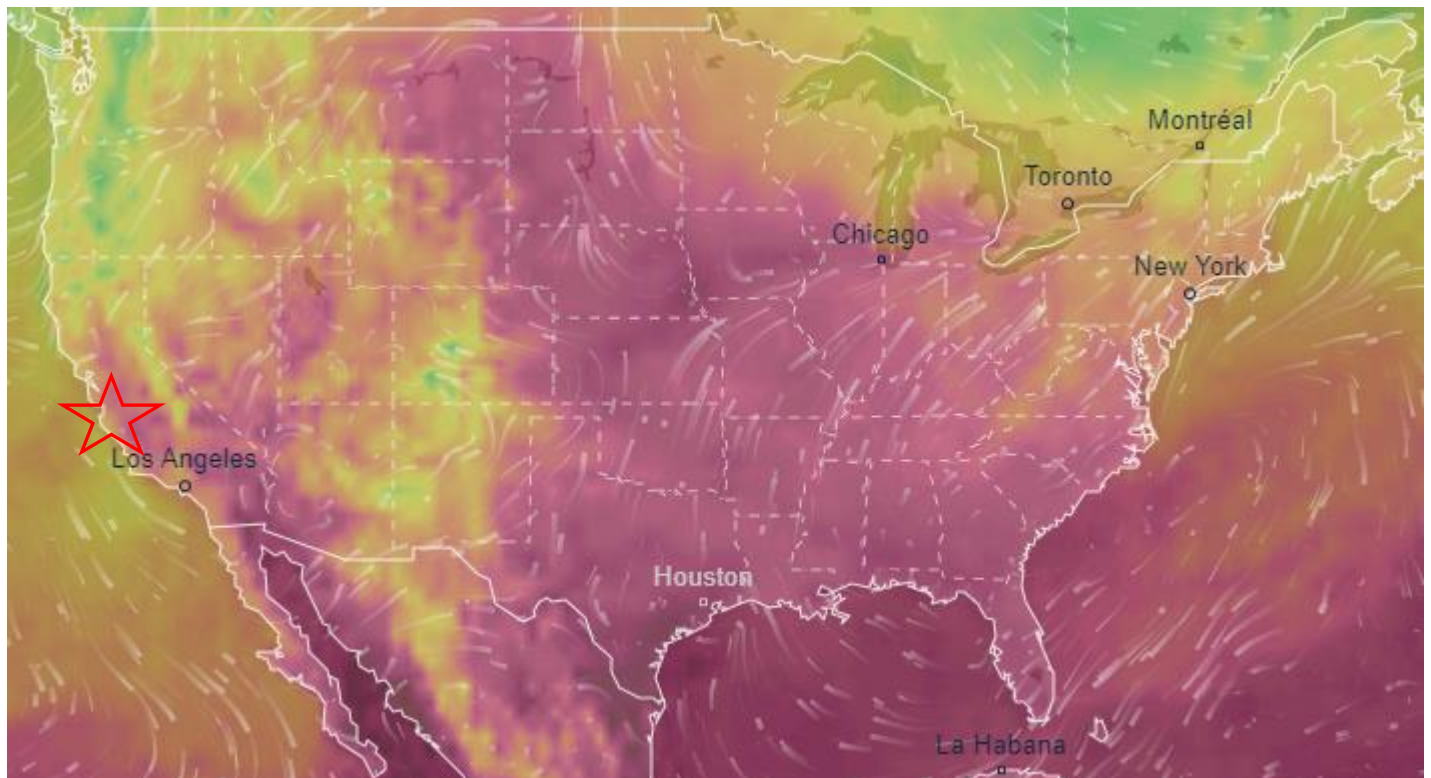 Montréal
Toronto
Chicago
New York
Los Angeles
Houston
La Habana